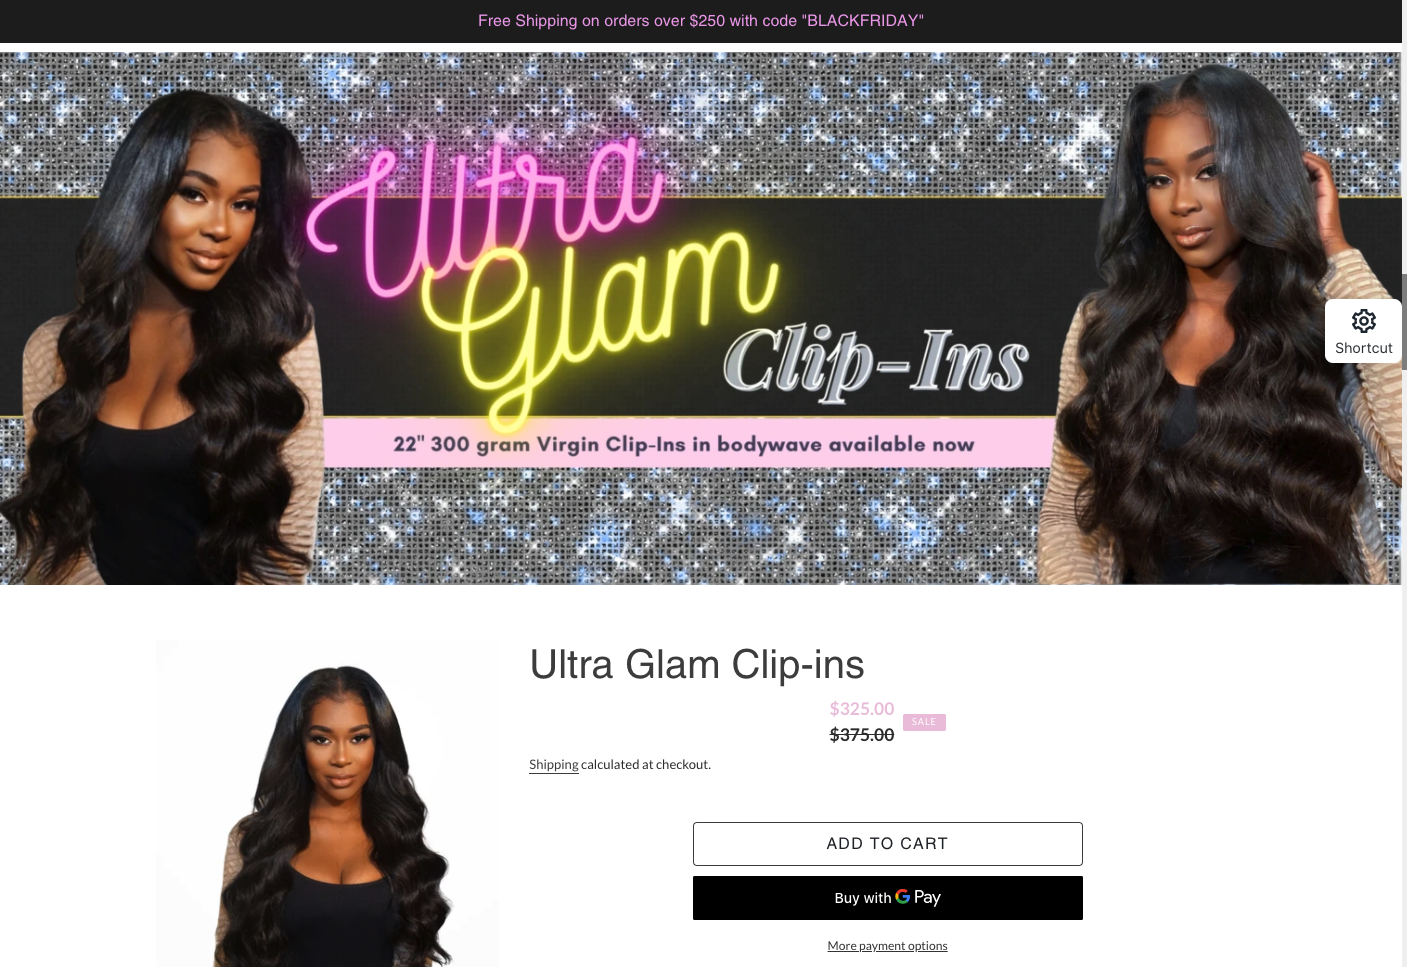 Free Shipping on orders over $250 with code "BLACKFRIDAY"
Ultra
Glam
Clip-Ins
22" 300 gram Virgin Clip-Ins in bodywave available now
Shortcut
Ultra Glam Clip-ins
$325.00
SALE
$375.00
Shipping calculated at checkout.
ADD TO CART
Buy with G Pay
More payment options